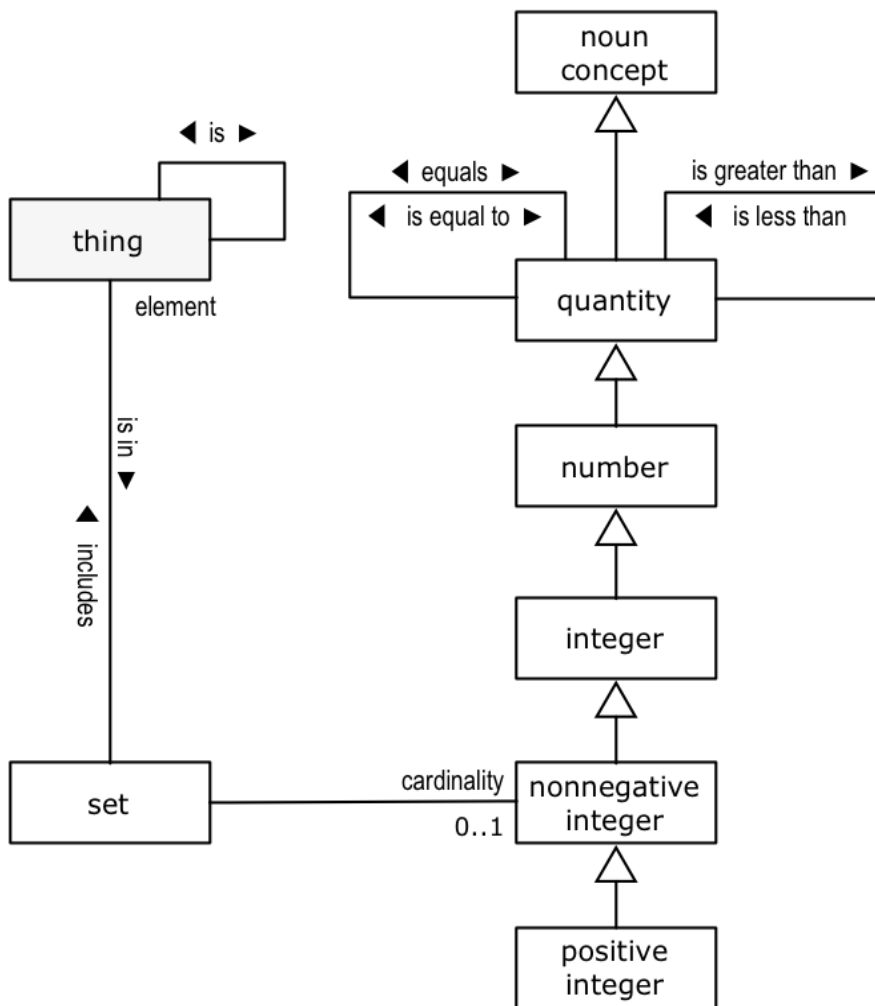 noun
concept
◄ is ►
thing
element
◄ equals ►
◄ is equal to ►
is greater than ►
◄ is less than
quantity
is in ►
◄ includes
number
integer
set
cardinality
0..1
nonnegative
integer
positive
integer